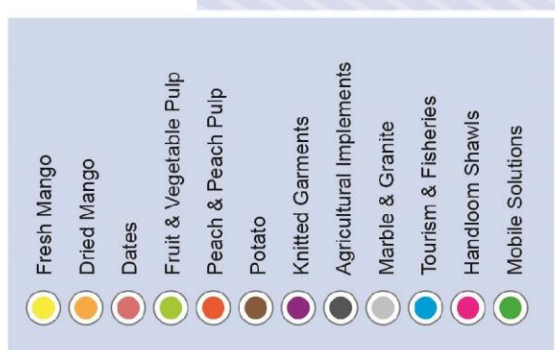 Fresh Mango
Dried Mango
Dates
Fruit & Vegetable Pulp
Peach & Peach Pulp
Potato
Knitted Garments
Agricultural Implements
Marble & Granite
Tourism & Fisheries
Handloom Shawls
Mobile Solutions